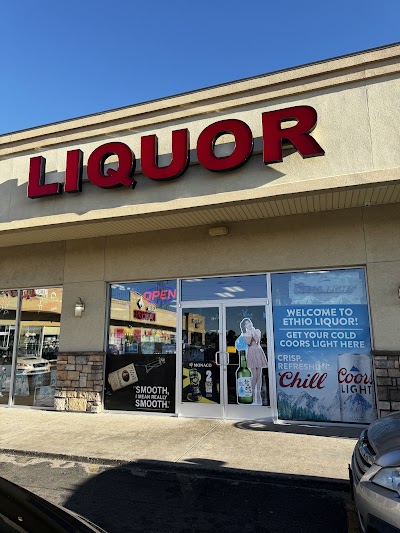 LIQUOR
OPEN
WELCOME TO
ETHIO LIQUOR!
GET YOUR COLD
COORS LIGHT HERE
CRISP.
REFRESHING.
Chill
Coors
LIGHT
MONACO
"SMOOTH,
I MEAN REALLY
SMOOTH."